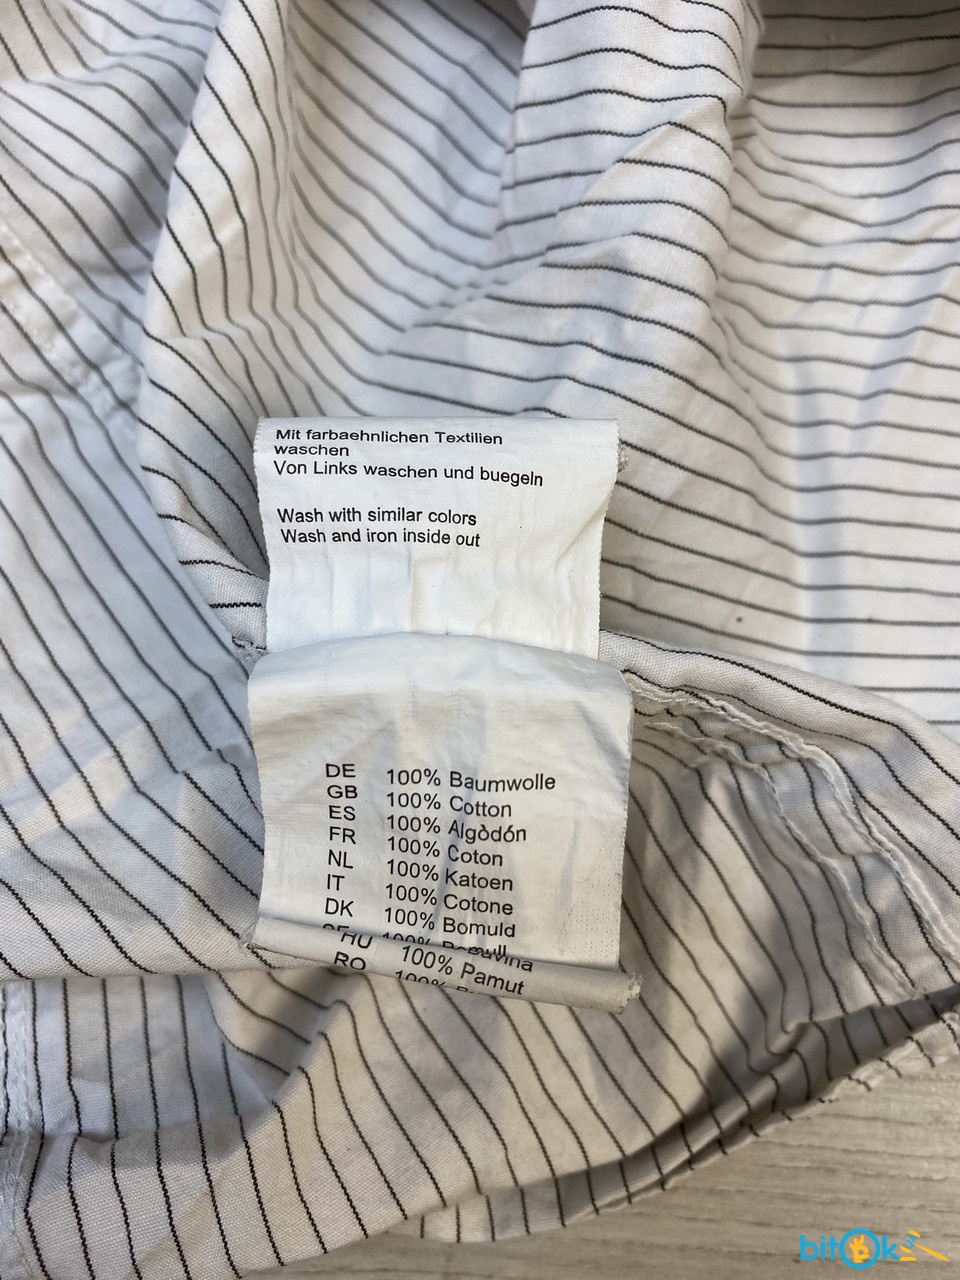 Mit farbaehnlichen Textilien
waschen
Von Links waschen und buegeln
Wash with similar colors
Wash and iron inside out
DE 100% Baumwolle
GB 100% Cotton
ES 100% Algòdón
FR 100% Coton
NL 100% Katoen
IT 100% Cotone
DK 100% Bomuld
100%
HU 100% Pamut
RO 100%
bitOk